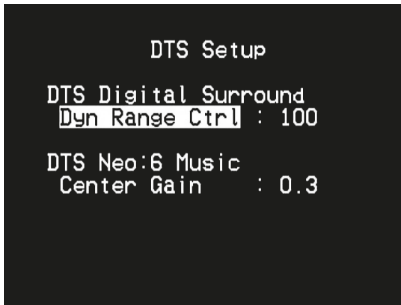 DTS Setup
DTS Digital Surround
Dyn Range Ctrl : 100
DTS Neo:6 Music
Center Gain : 0.3